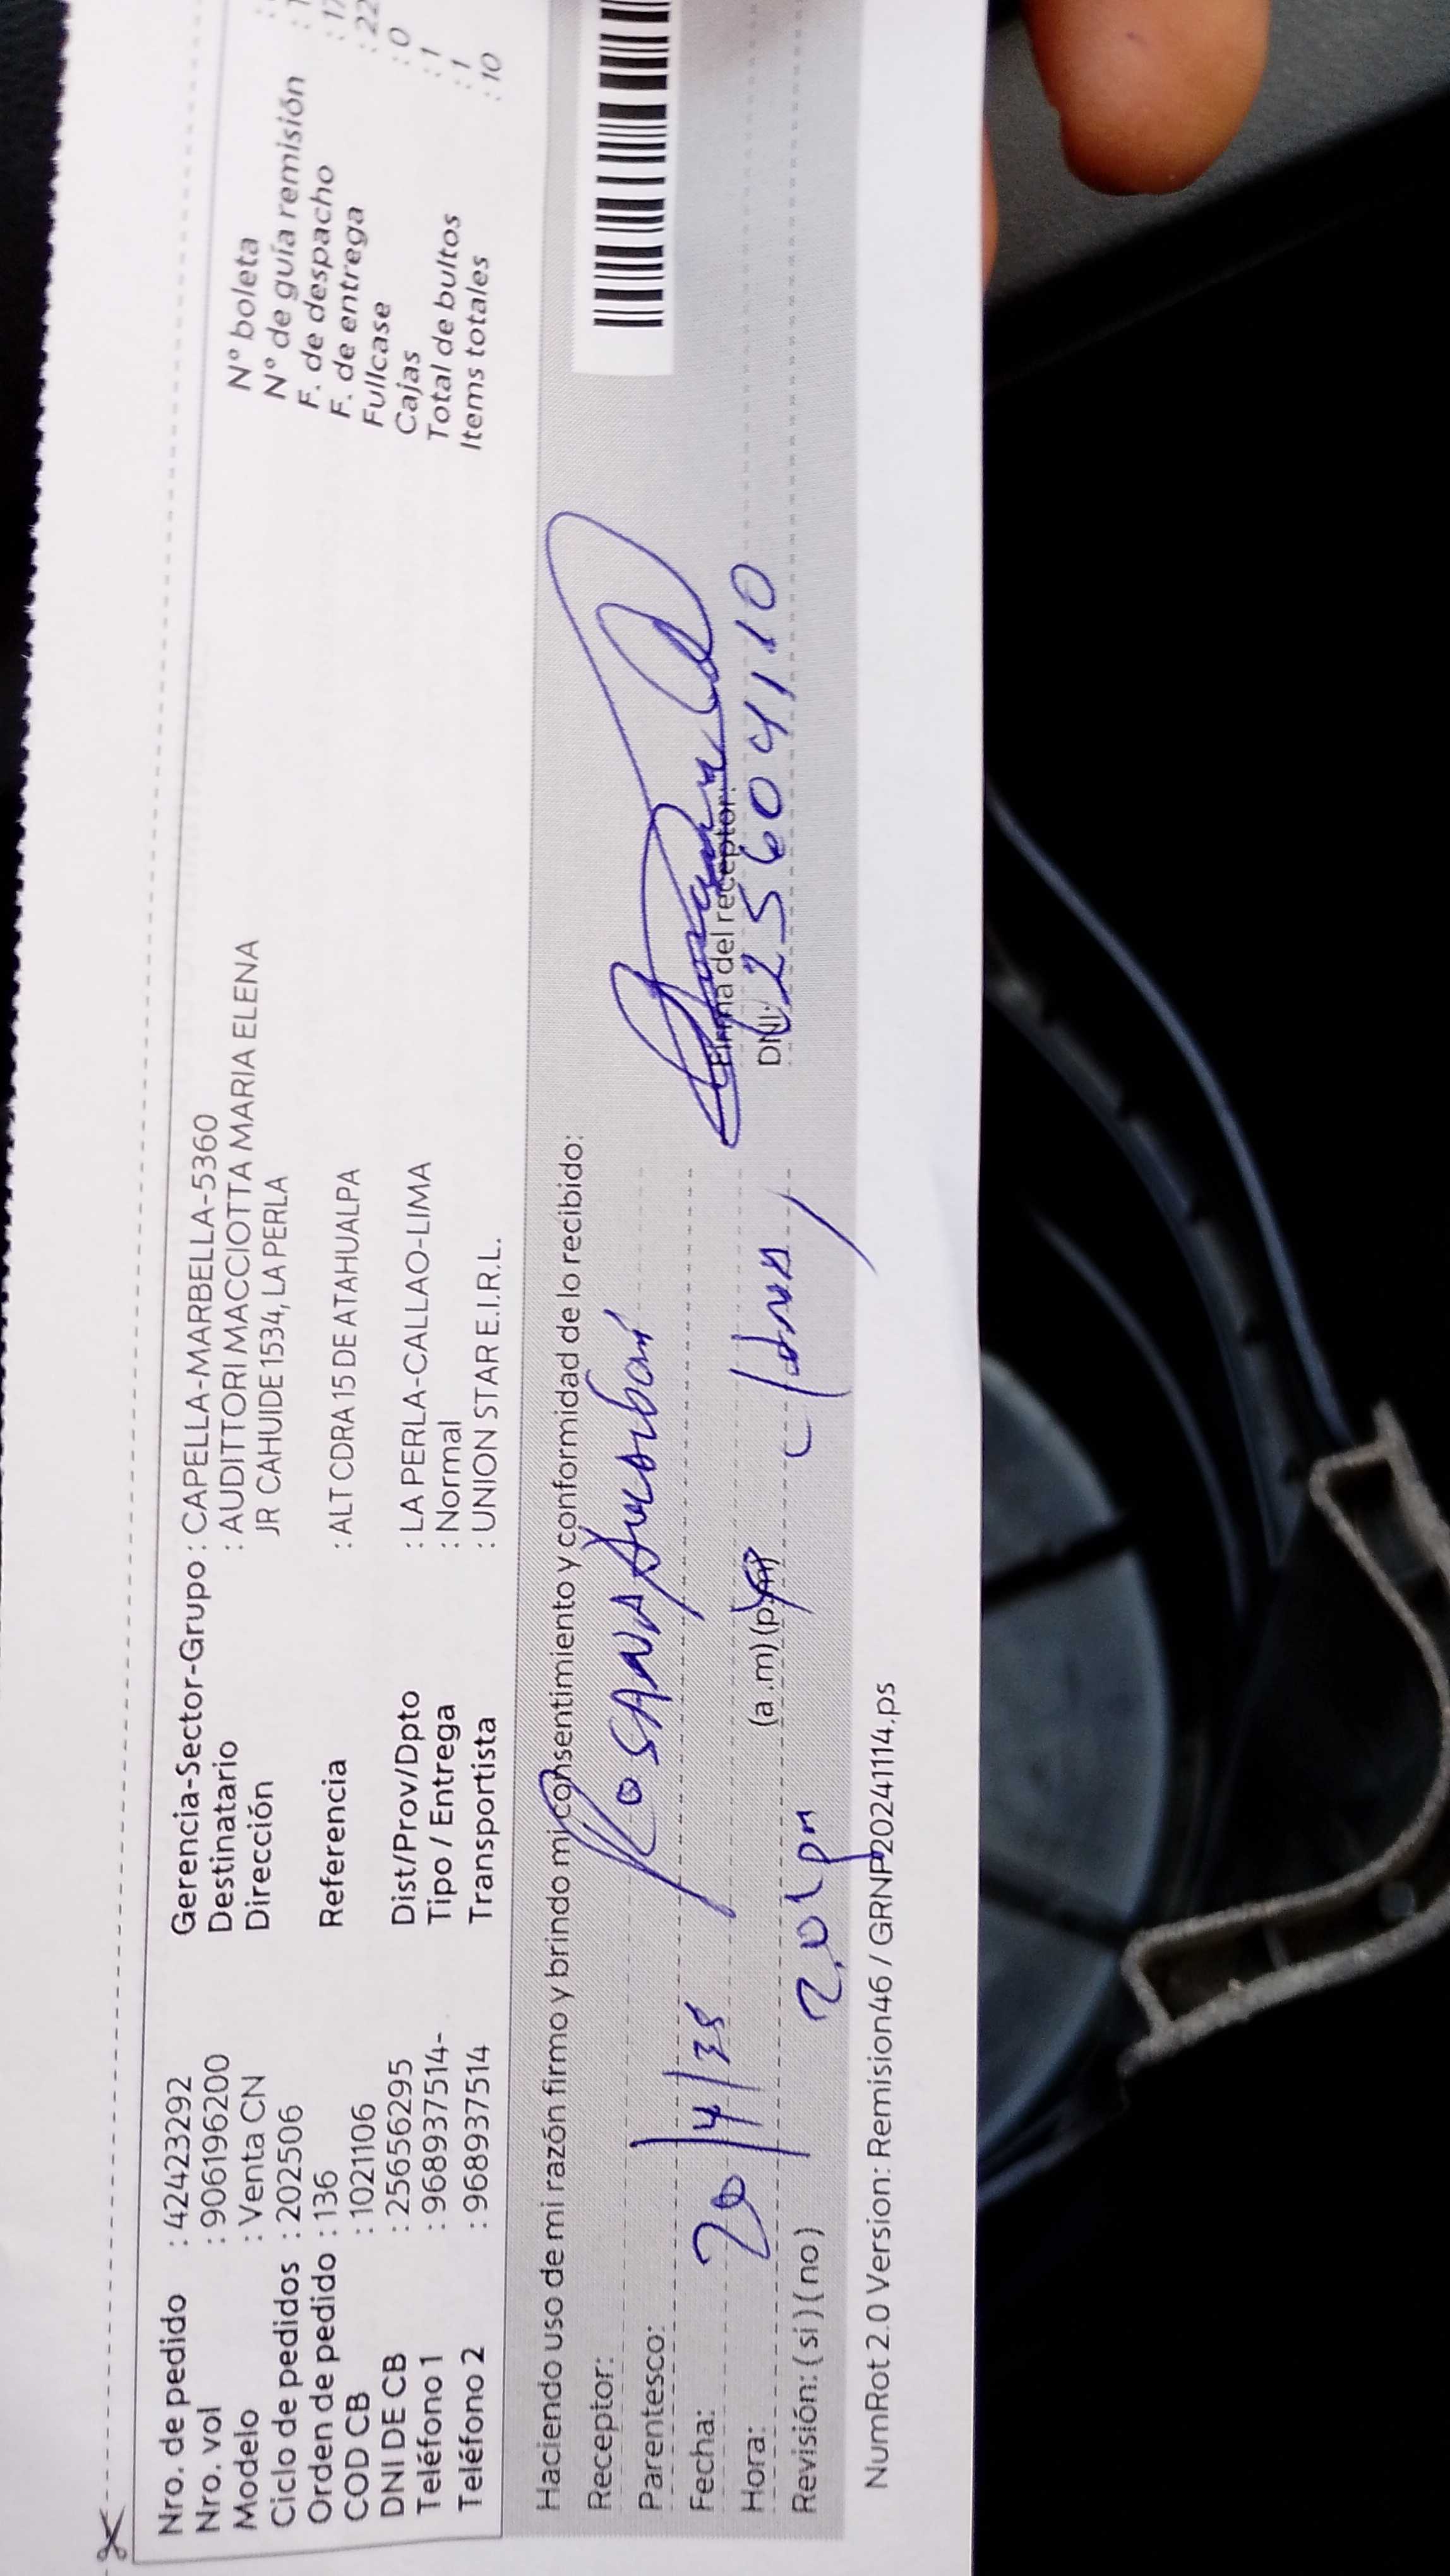 Nro. de pedido : 42423292
Nro. vol : 906196200
Modelo : Venta CN
Ciclo de pedidos : 202506
Orden de pedido : 136
COD CB : 1021106
DNI DE CB : 25656295
Teléfono 1 : 968937514-
Teléfono 2 : 968937514
Gerencia-Sector-Grupo : CAPELLA-MARBELLA-5360
Destinatario : AUDITTORI MACCIOTTA MARIA ELENA
Dirección JR CAHUIDE 1534, LA PERLA
Referencia : ALT CDRA 15 DE ATAHUALPA
Dist/Prov/Dpto : LA PERLA-CALLAO-LIMA
Tipo / Entrega : Normal
Transportista : UNION STAR E.I.R.L.
N° boleta :
N° de guía remisión : 1
F. de despacho : 17
F. de entrega : 22
Fullcase : 0
Cajas : 1
Total de bultos : 1
Items totales : 10
Haciendo uso de mi razón firmo y brindo mi consentimiento y conformidad de lo recibido:
Receptor: ROSANA
Parentesco:
Fecha: 20/4/25
Firma del receptor:
Hora: 2.01pm (a.m) (p.m)
DNI: 25604110
Revisión: ( si ) ( no )
NumRot 2.0 Version: Remision46 / GRNP20241114.ps